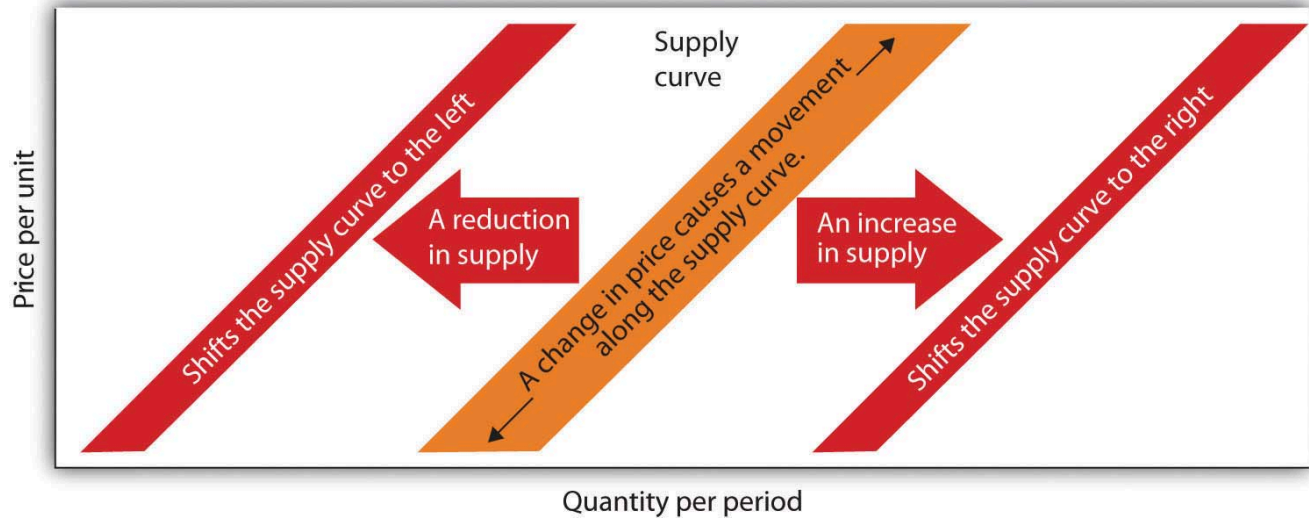 Supply
curve
Price per unit
Shifts the supply curve to the left
A reduction
in supply
A change in price causes a movement
along the supply curve.
An increase
in supply
Shifts the supply curve to the right
Quantity per period